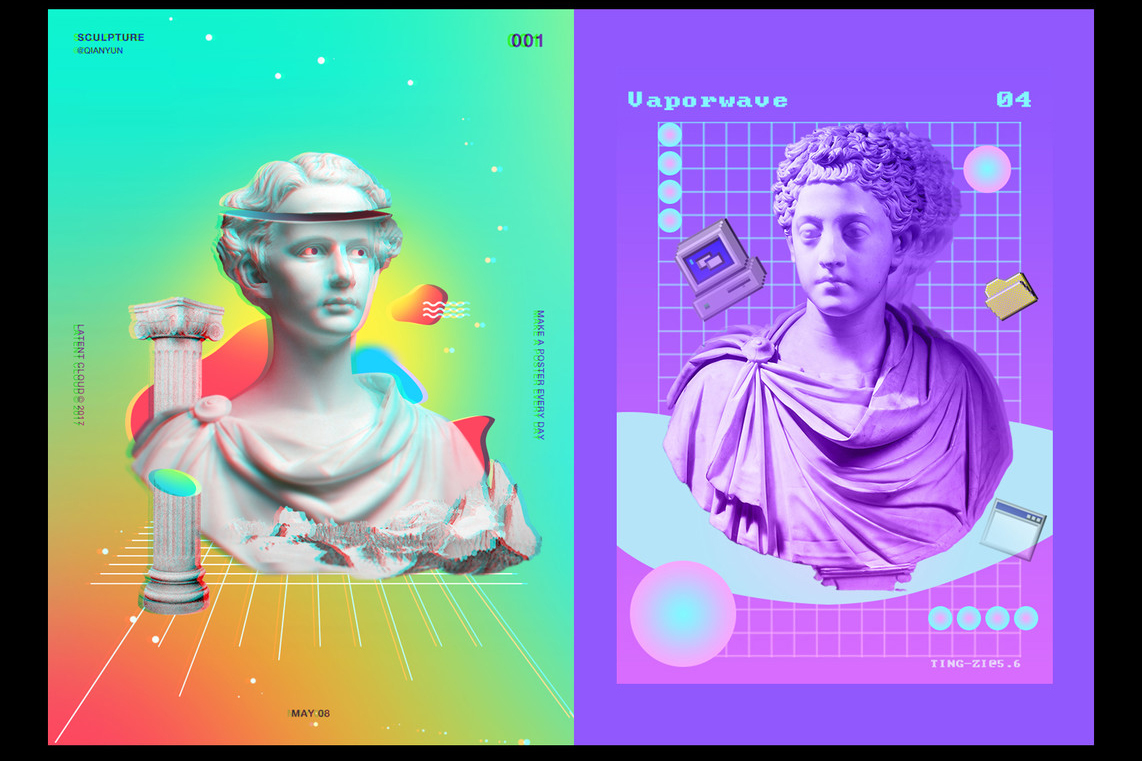 SCULPTURE
@QIANYUN
001
LATENT CLOUD © 2017
MAKE A POSTER EVERY DAY
MAY 08
Vaporwave
04
TING-ZI@5.6